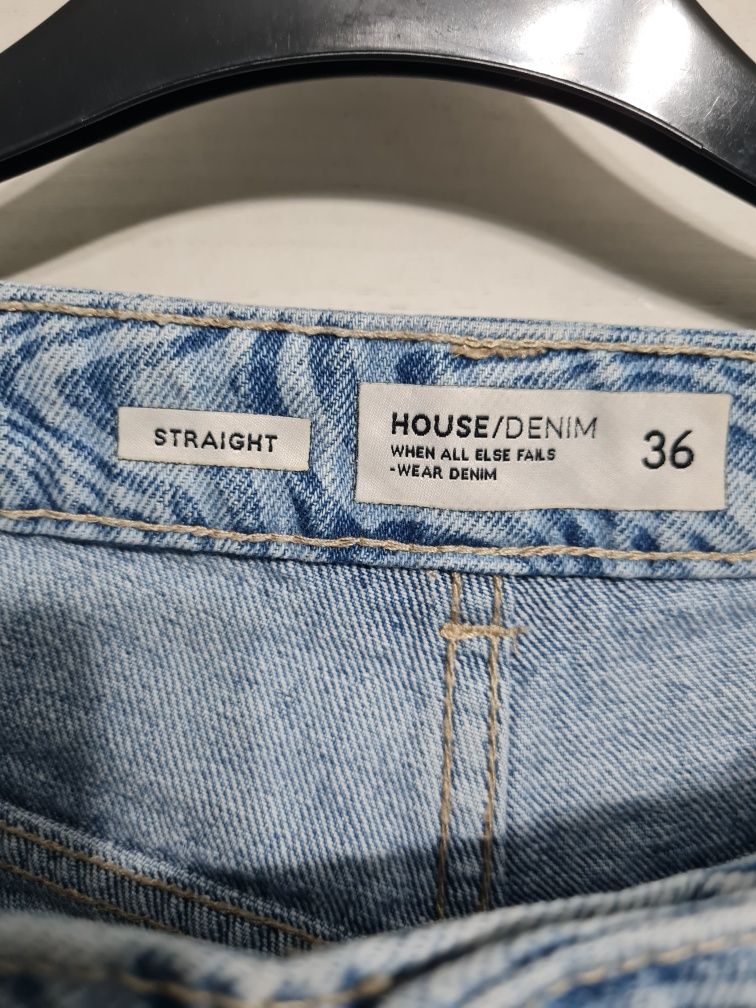 STRAIGHT
HOUSE/DENIM
WHEN ALL ELSE FAILS
-WEAR DENIM
36